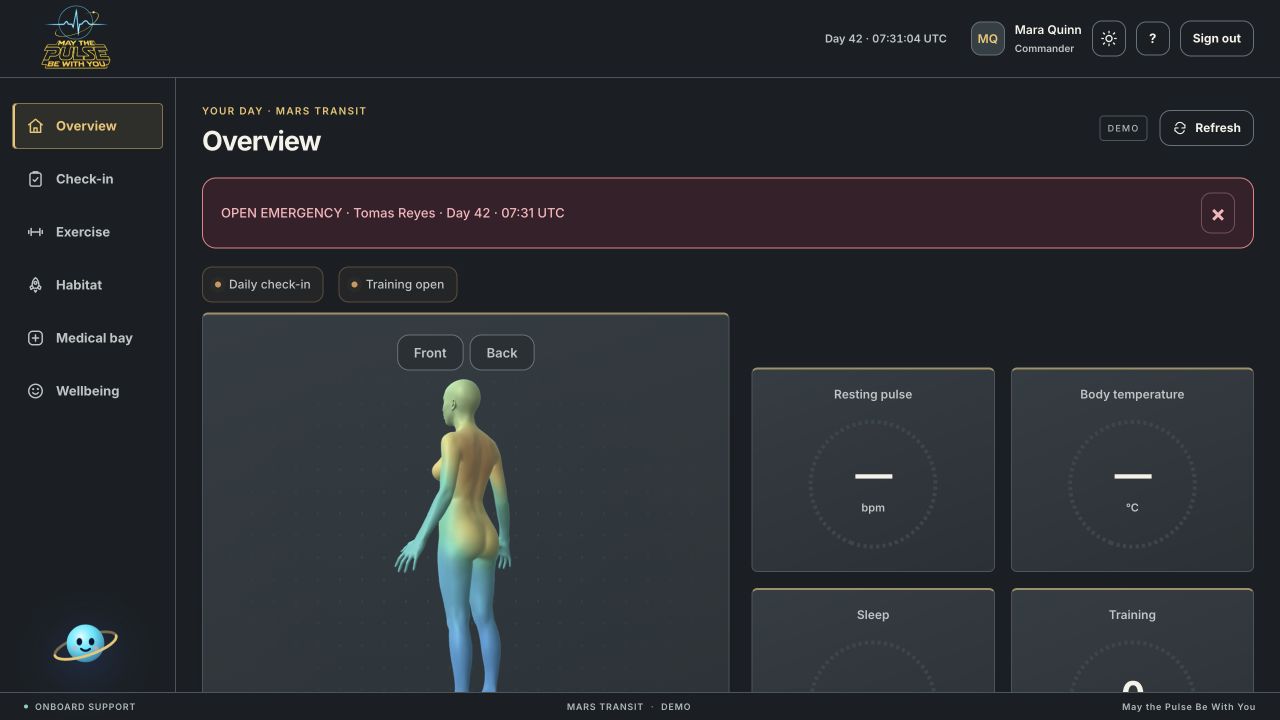 MAY THE
PULSE
BE WITH YOU
Day 42 · 07:31:04 UTC
MQ
Mara Quinn
Commander
?
Sign out
Overview
Check-in
Exercise
Habitat
Medical bay
Wellbeing
YOUR DAY · MARS TRANSIT
Overview
DEMO
Refresh
OPEN EMERGENCY · Tomas Reyes · Day 42 · 07:31 UTC
Daily check-in
Training open
Front
Back
Resting pulse
—
bpm
Body temperature
—
°C
Sleep
Training
ONBOARD SUPPORT
MARS TRANSIT · DEMO
May the Pulse Be With You